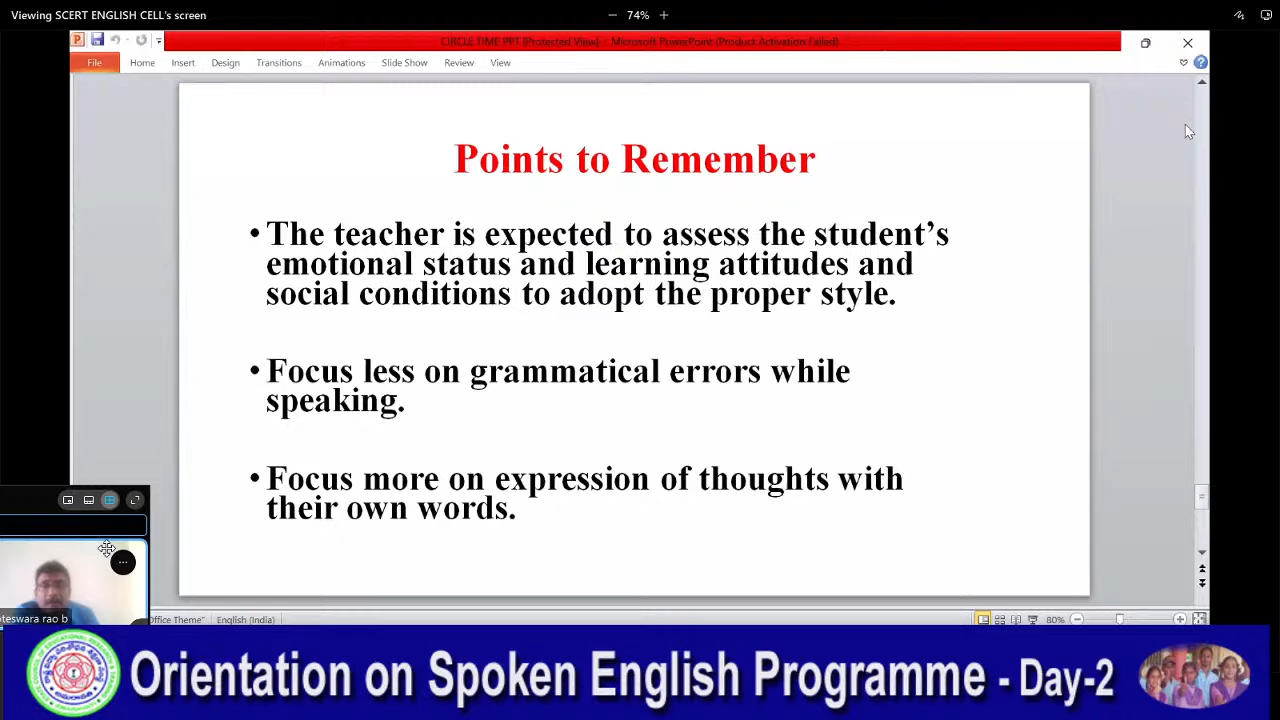 Viewing SCERT ENGLISH CELL's screen
74%
CIRCLE TIME PPT [Protected View] - Microsoft PowerPoint (Product Activation Failed)
File Home Insert Design Transitions Animations Slide Show Review View
Points to Remember
• The teacher is expected to assess the student’s
emotional status and learning attitudes and
social conditions to adopt the proper style.
• Focus less on grammatical errors while
speaking.
• Focus more on expression of thoughts with
their own words.
oteswara rao b
Office Theme" English (India) 80%
Orientation on Spoken English Programme - Day-2